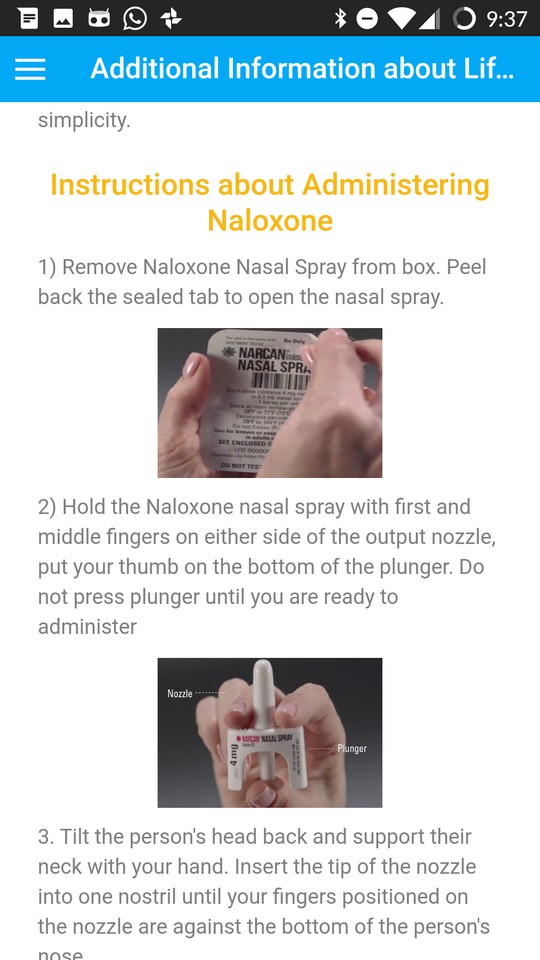 9:37
Additional Information about Lif...
simplicity.
Instructions about Administering
Naloxone
1) Remove Naloxone Nasal Spray from box. Peel
back the sealed tab to open the nasal spray.
Rx Only
NARCAN
NASAL SPRA
Each dose contains 4 mg
SEE ENCLOSED
DO NOT TES
2) Hold the Naloxone nasal spray with first and
middle fingers on either side of the output nozzle,
put your thumb on the bottom of the plunger. Do
not press plunger until you are ready to
administer
Nozzle
NARCAN NASAL SPRAY
4 mg
Plunger
3. Tilt the person's head back and support their
neck with your hand. Insert the tip of the nozzle
into one nostril until your fingers positioned on
the nozzle are against the bottom of the person's
nose